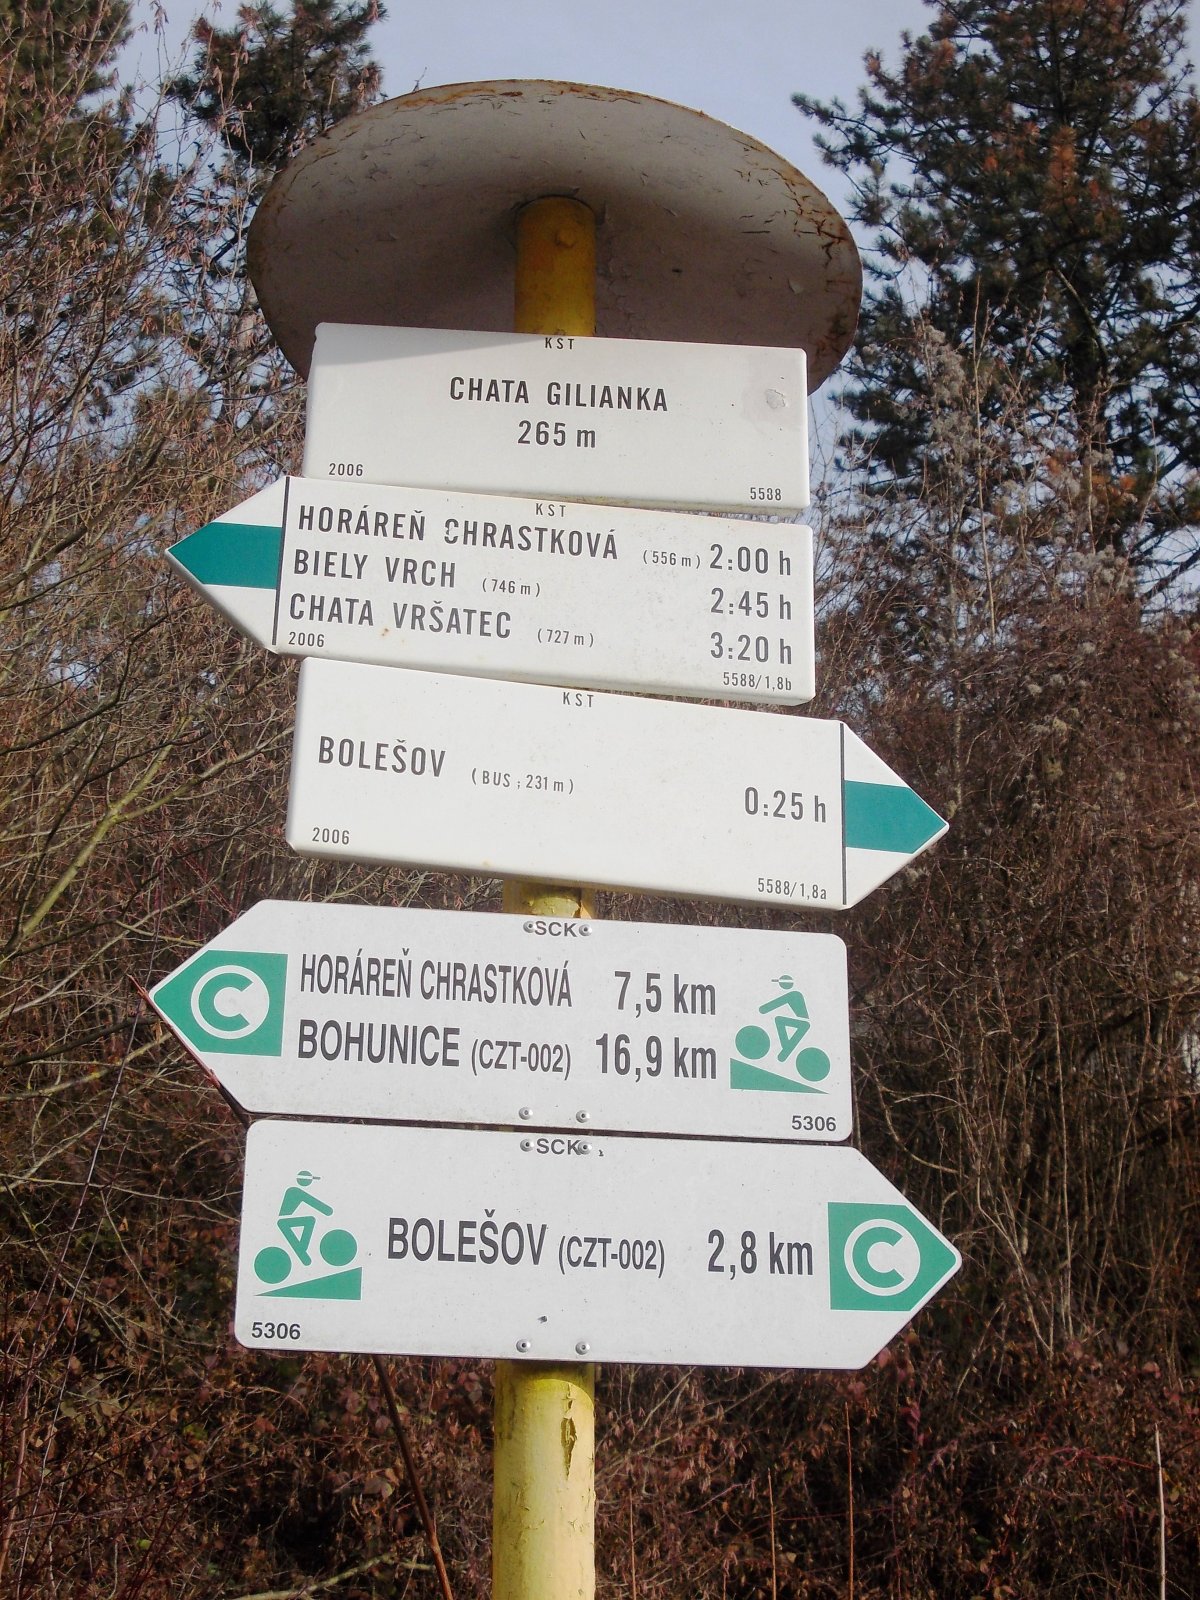 KST
CHATA GILIANKA
265 m
2006
5588
KST
HORÁREŇ CHRASTKOVÁ (556 m) 2:00 h
BIELY VRCH (746 m) 2:45 h
CHATA VRŠATEC (727 m) 3:20 h
2006
5588/1,8b
KST
BOLEŠOV (BUS ; 231 m) 0:25 h
2006
5588/1,8a
SCK
C
HORÁREŇ CHRASTKOVÁ 7,5 km
BOHUNICE (CZT-002) 16,9 km
5306
SCK
BOLEŠOV (CZT-002) 2,8 km
C
5306